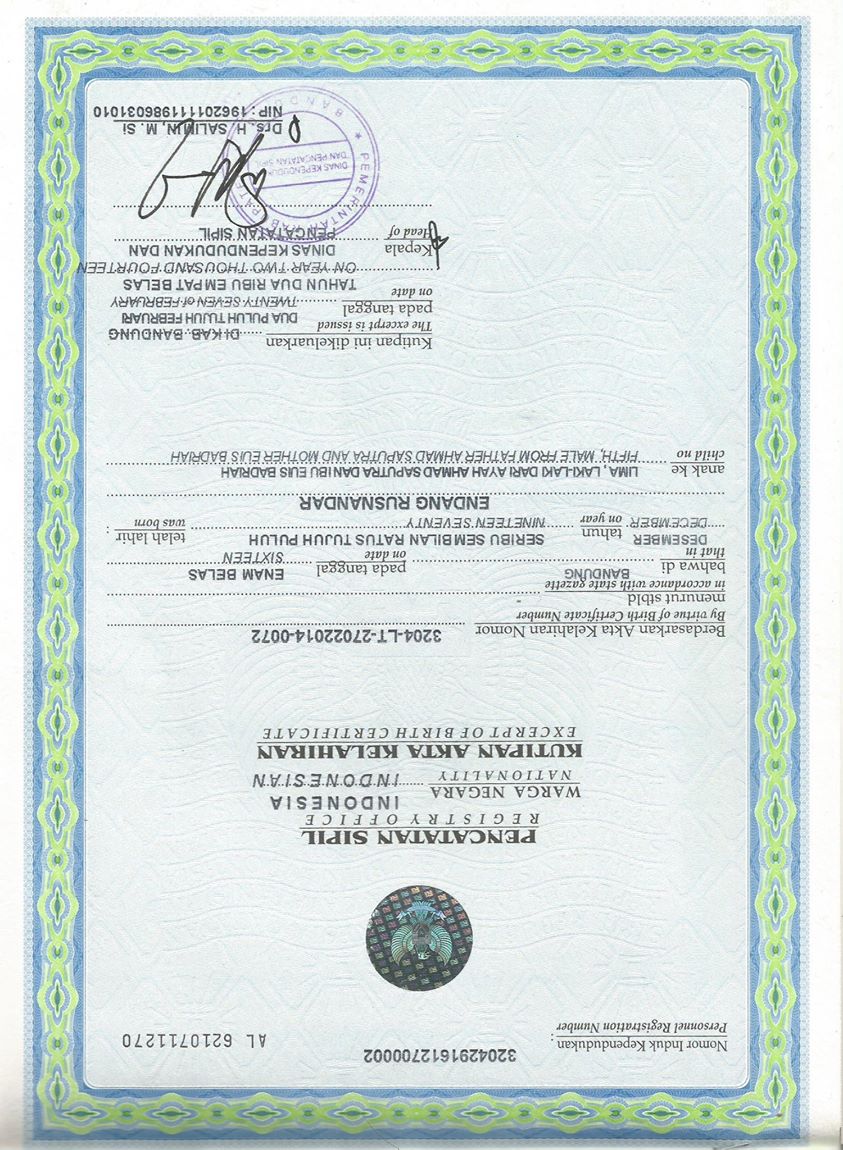 Nomor Induk Kependudukan : 3204291612700002 AL 6210711270
Personnel Registration Number
PENCATATAN SIPIL
REGISTRY OFFICE
WARGA NEGARA INDONESIA
NATIONALITY INDONESIAN
KUTIPAN AKTA KELAHIRAN
EXCERPT OF BIRTH CERTIFICATE
Berdasarkan Akta Kelahiran Nomor 3204-LT-27022014-0072
By virtue of Birth Certificate Number
menurut stbld
in accordance with state gazette
bahwa di BANDUNG pada tanggal ENAM BELAS
that in on date SIXTEEN
DESEMBER tahun SERIBU SEMBILAN RATUS TUJUH PULUH telah lahir :
DECEMBER on year NINETEEN SEVENTY was born
ENDANG RUSNANDAR
anak ke LIMA, LAKI-LAKI DARI AYAH AHMAD SAPUTRA DAN IBU EUIS BADRIAH
child no FIFTH, MALE FROM FATHER AHMAD SAPUTRA AND MOTHER EUIS BADRIAH
Kutipan ini dikeluarkan DI KAB. BANDUNG
The excerpt is issued
pada tanggal DUA PULUH TUJUH FEBRUARI
on date TWENTY SEVEN of FEBRUARY
TAHUN DUA RIBU EMPAT BELAS
ON YEAR TWO THOUSAND FOURTEEN
Kepala DINAS KEPENDUDUKAN DAN
Head of PENCATATAN SIPIL
PEMERINTAH KAB
DINAS KEPENDUDUKAN
DAN PENCATATAN SIPIL
Drs. H. SALIMIN, M. Si
NIP : 196201111986031010